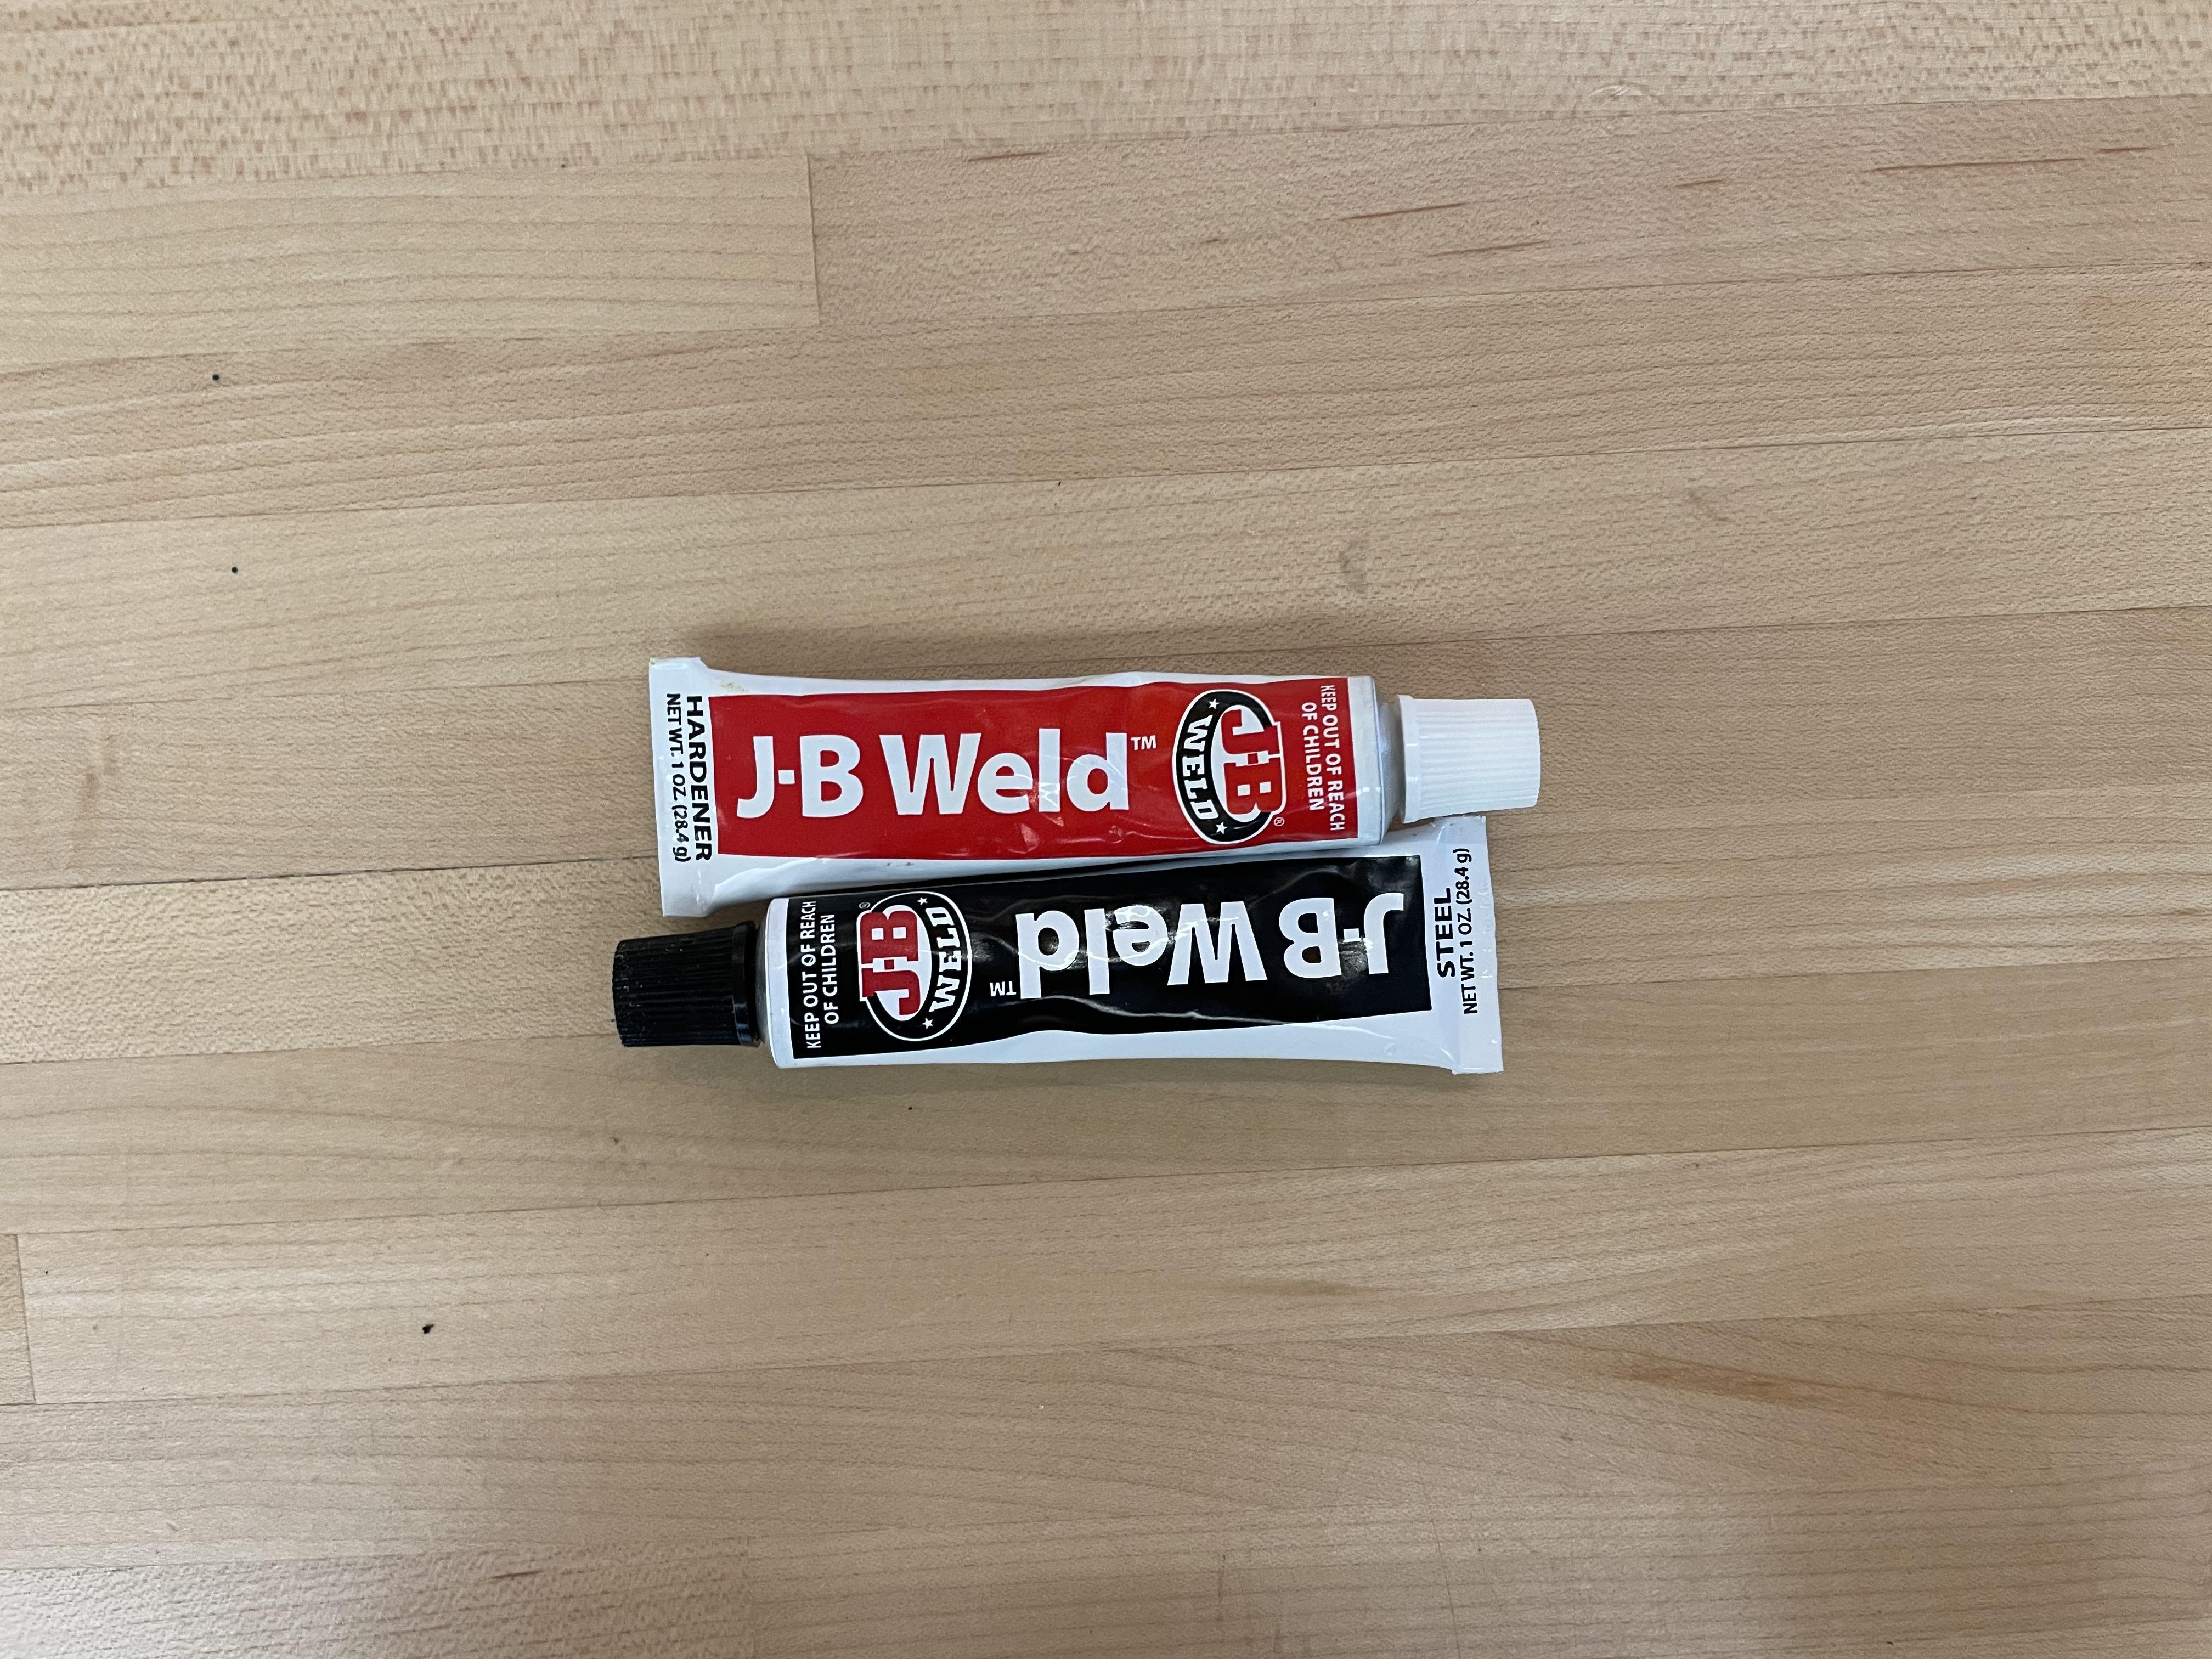 HARDENER
NET WT. 1 OZ. (28.4 g)
J-B Weld™
J-B
WELD
®
KEEP OUT OF REACH
OF CHILDREN
STEEL
NET WT. 1 OZ. (28.4 g)
J-B Weld™
J-B
WELD
®
KEEP OUT OF REACH
OF CHILDREN